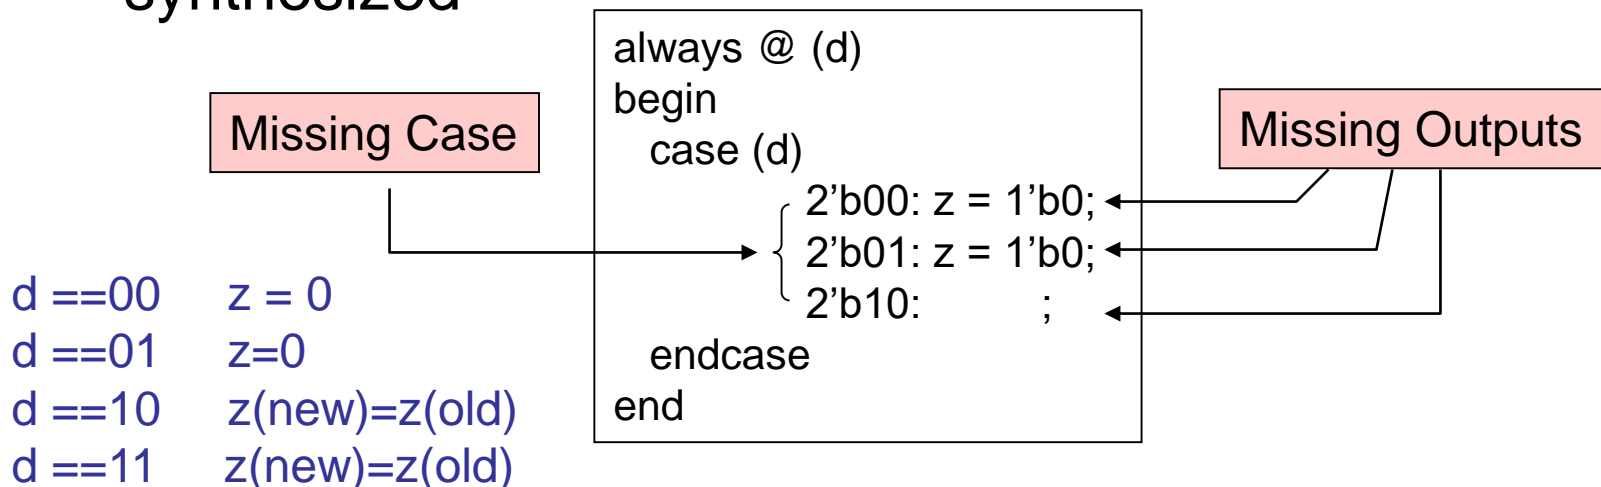 synthesized
always @ (d)
begin
case (d)
2’b00: z = 1’b0;
2’b01: z = 1’b0;
2’b10: ;
endcase
end
Missing Case
Missing Outputs
d ==00 z = 0
d ==01 z=0
d ==10 z(new)=z(old)
d ==11 z(new)=z(old)